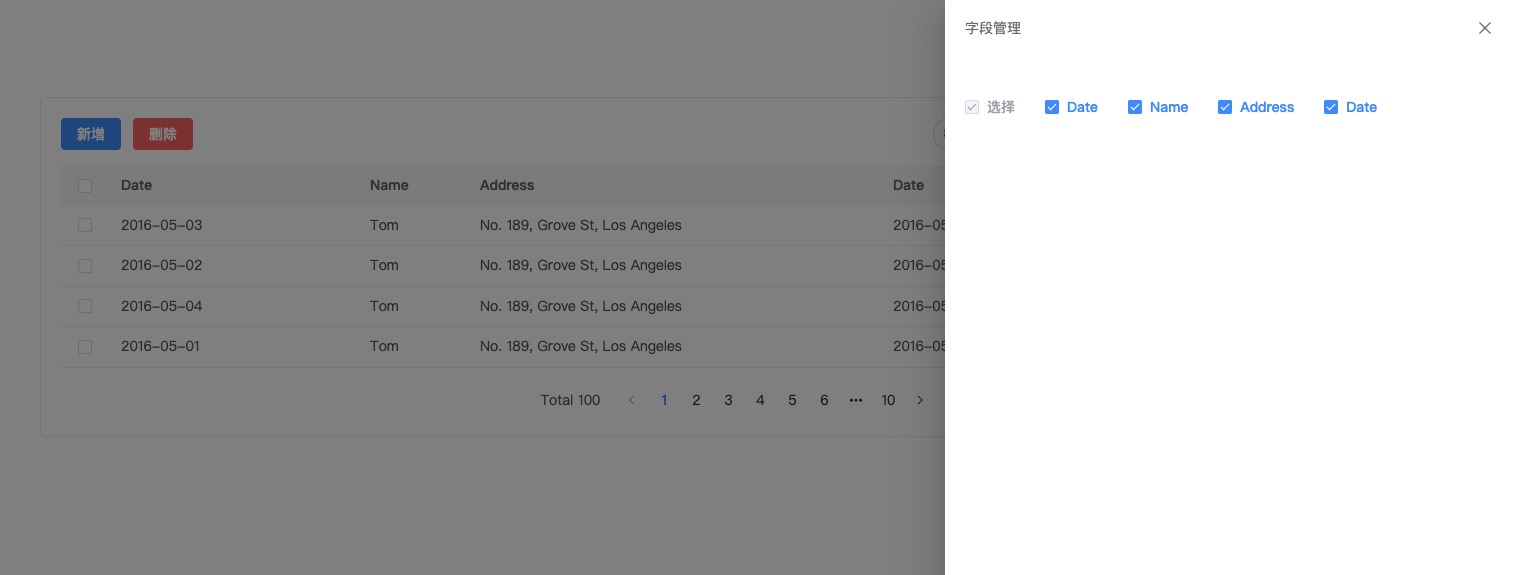 字段管理
选择 Date Name Address Date
新增 删除
Date Name Address Date
2016-05-03 Tom No. 189, Grove St, Los Angeles 2016-05
2016-05-02 Tom No. 189, Grove St, Los Angeles 2016-05
2016-05-04 Tom No. 189, Grove St, Los Angeles 2016-05
2016-05-01 Tom No. 189, Grove St, Los Angeles 2016-05
Total 100 1 2 3 4 5 6 ••• 10